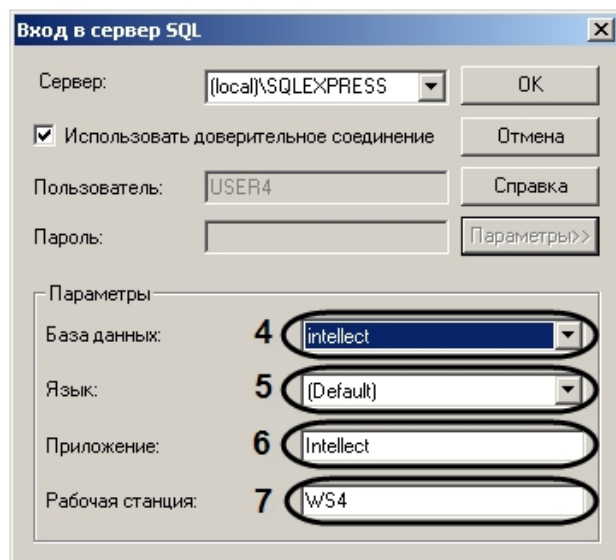 Вход в сервер SQL
Сервер: (local)\SQLEXPRESS OK
Использовать доверительное соединение Отмена
Пользователь: USER4 Справка
Пароль: Параметры>>
Параметры
База данных: 4 intellect
Язык: 5 (Default)
Приложение: 6 Intellect
Рабочая станция: 7 WS4